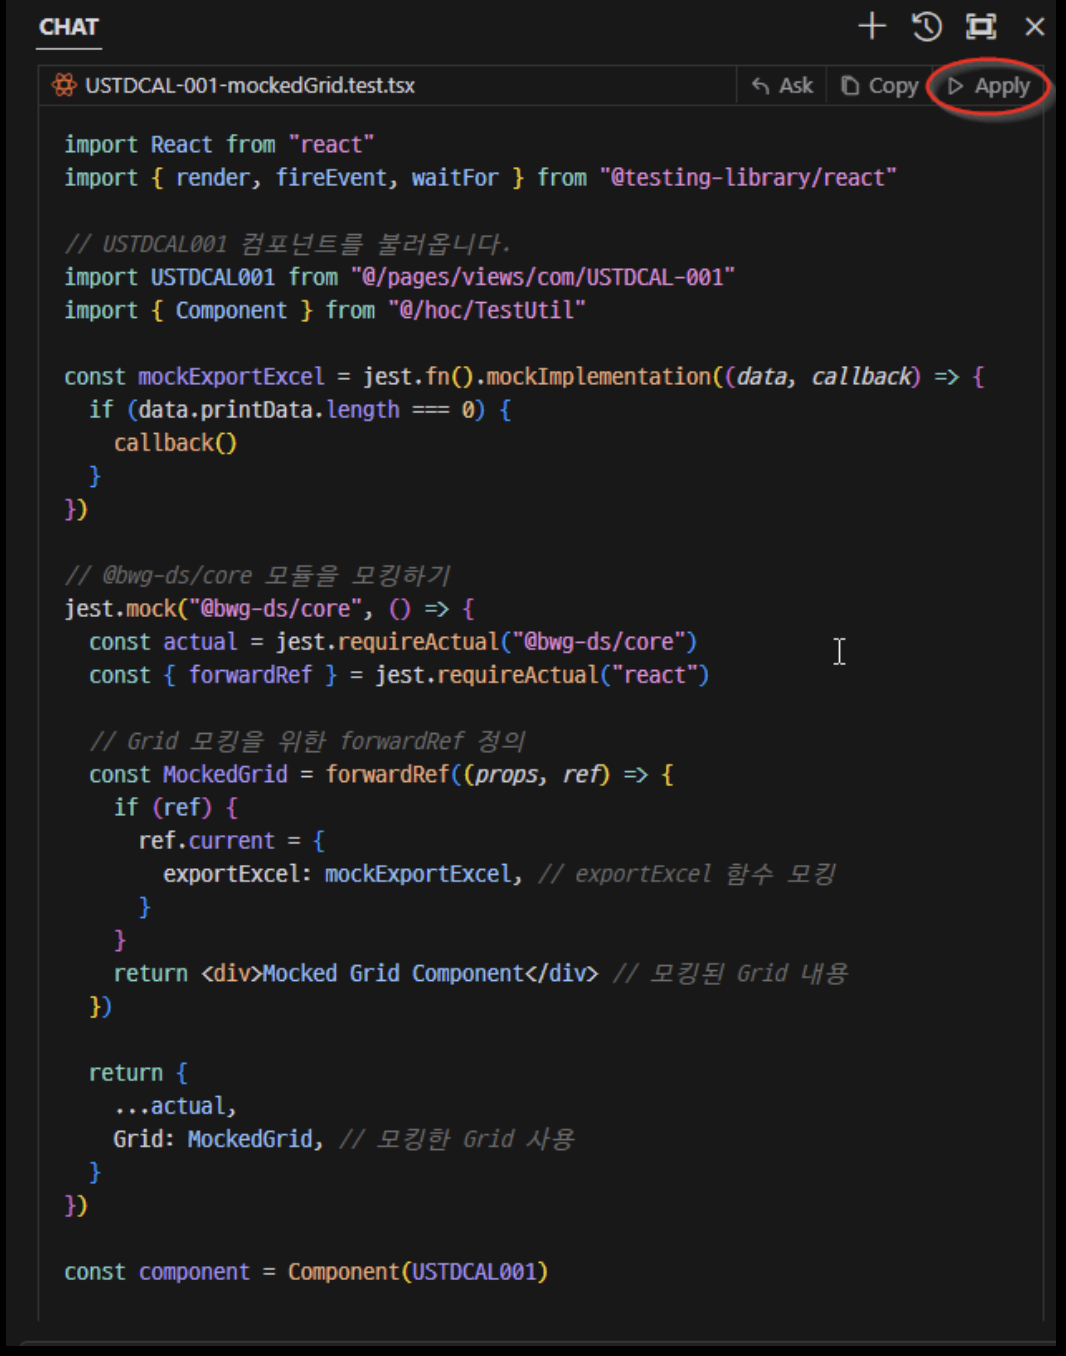 CHAT
USTDCAL-001-mockedGrid.test.tsx Ask Copy Apply
import React from "react"
import { render, fireEvent, waitFor } from "@testing-library/react"
// USTDCAL001 컴포넌트를 불러옵니다.
import USTDCAL001 from "@/pages/views/com/USTDCAL-001"
import { Component } from "@/hoc/TestUtil"
const mockExportExcel = jest.fn().mockImplementation((data, callback) => {
  if (data.printData.length === 0) {
    callback()
  }
})
// @bwg-ds/core 모듈을 모킹하기
jest.mock("@bwg-ds/core", () => {
  const actual = jest.requireActual("@bwg-ds/core")
  const { forwardRef } = jest.requireActual("react")
  // Grid 모킹을 위한 forwardRef 정의
  const MockedGrid = forwardRef((props, ref) => {
    if (ref) {
      ref.current = {
        exportExcel: mockExportExcel, // exportExcel 함수 모킹
      }
    }
    return <div>Mocked Grid Component</div> // 모킹된 Grid 내용
  })
  return {
    ...actual,
    Grid: MockedGrid, // 모킹한 Grid 사용
  }
})
const component = Component(USTDCAL001)